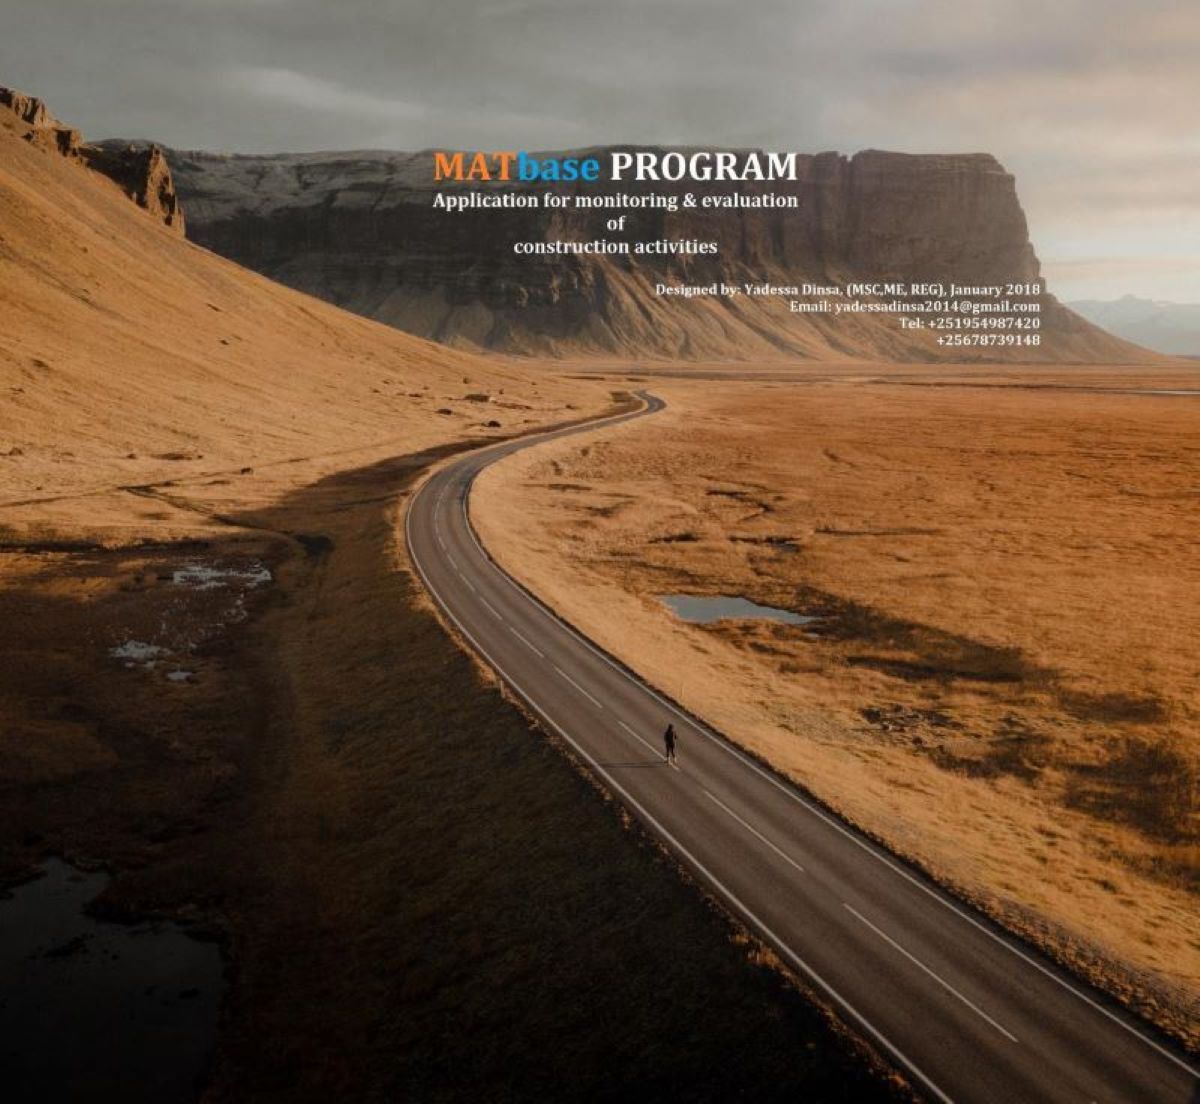 MATbase PROGRAM
Application for monitoring & evaluation
of
construction activities
Designed by: Yadessa Dinsa, (MSC,ME, REG), January 2018
Email: yadessadinsa2014@gmail.com
Tel: +251954987420
+25678739148